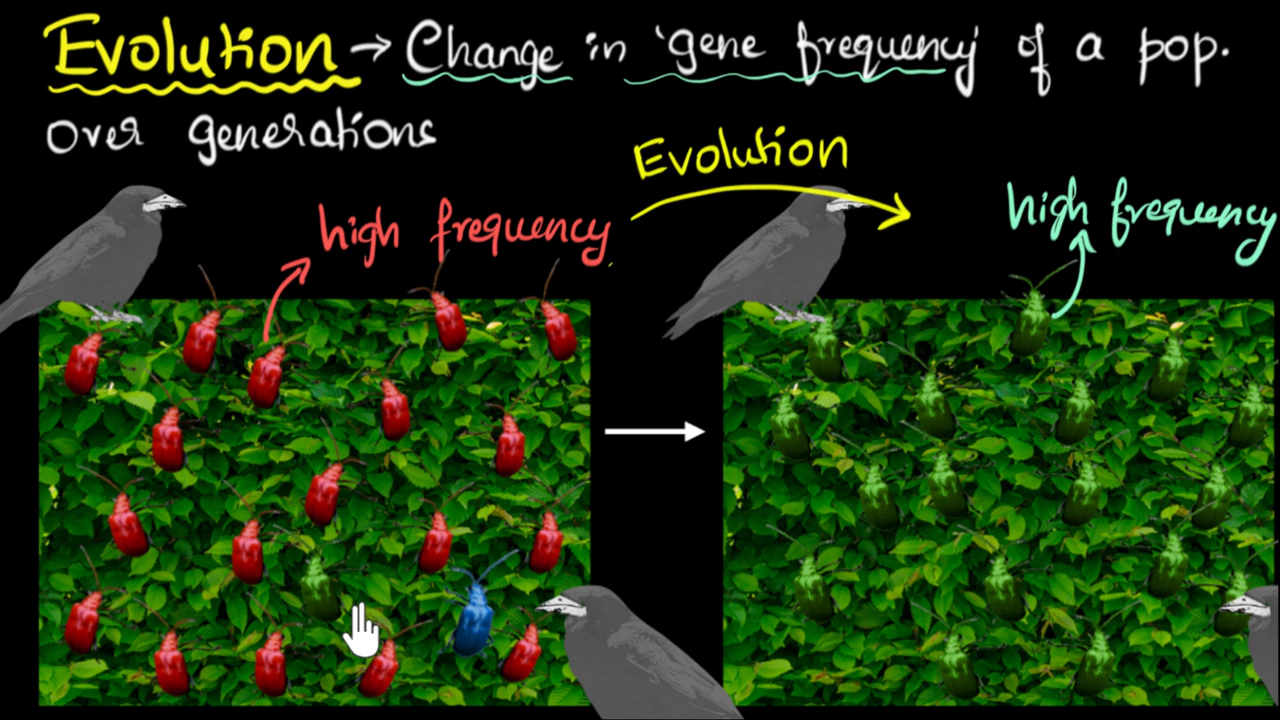 Evolution → Change in 'gene frequency' of a pop.
over generations
Evolution
high frequency
high frequency